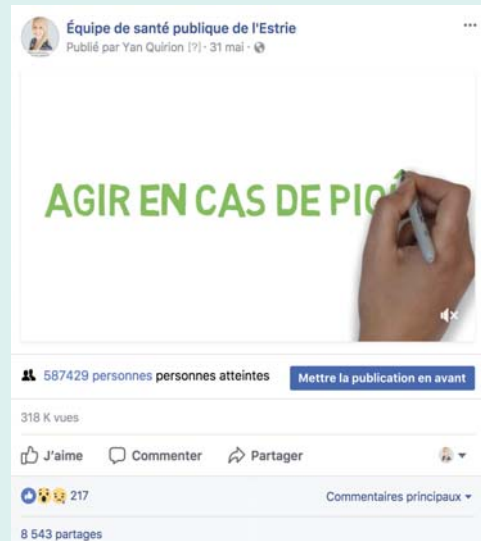 Équipe de santé publique de l'Estrie
Publié par Yan Quirion [?] · 31 mai ·
AGIR EN CAS DE
587429 personnes personnes atteintes
Mettre la publication en avant
318 K vues
J'aime
Commenter
Partager
217
Commentaires principaux
8 543 partages